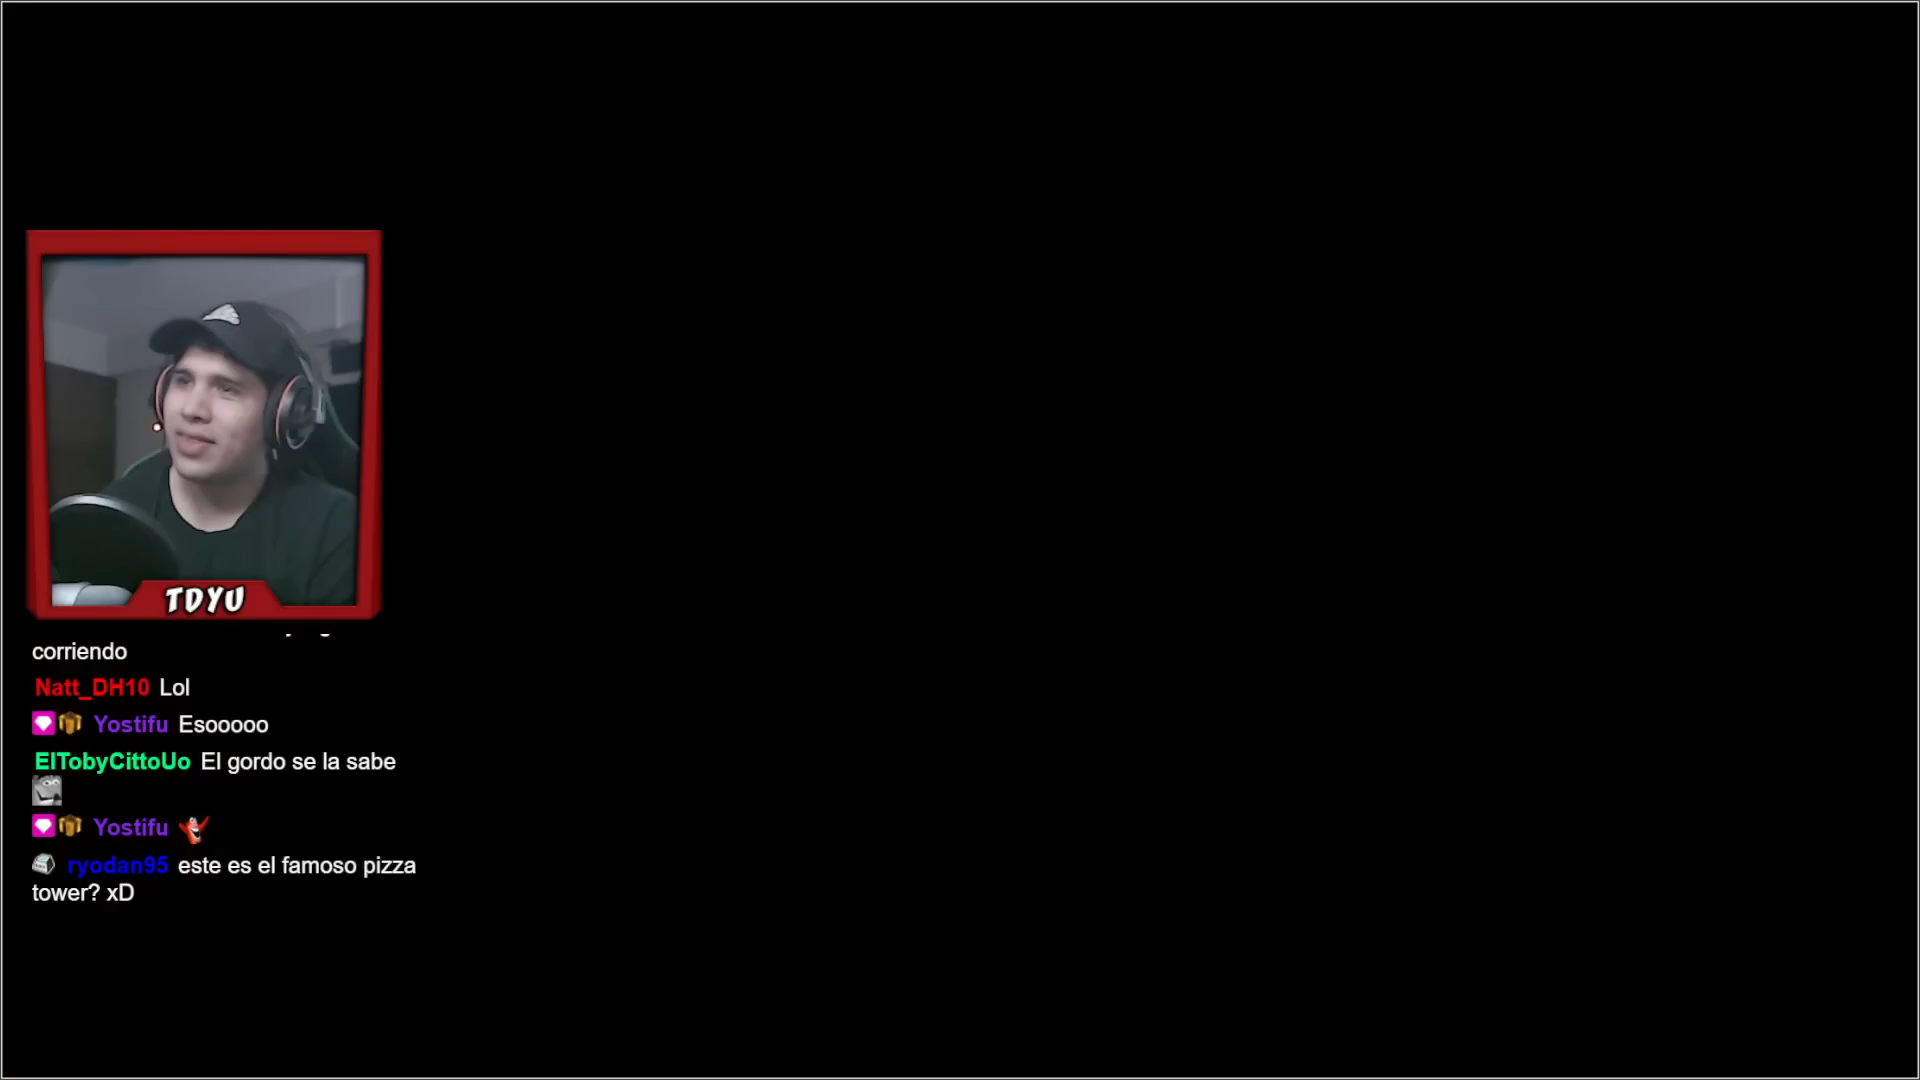 TDYU
corriendo
Natt_DH10 Lol
Yostifu Esooooo
ElTobyCittoUo El gordo se la sabe
Yostifu
ryodan95 este es el famoso pizza
tower? xD